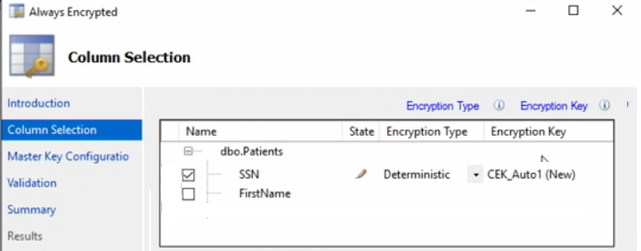 Always Encrypted
Column Selection
Introduction
Column Selection
Master Key Configuratio
Validation
Summary
Results
Encryption Type Encryption Key
Name State Encryption Type Encryption Key
dbo.Patients
SSN Deterministic CEK_Auto1 (New)
FirstName